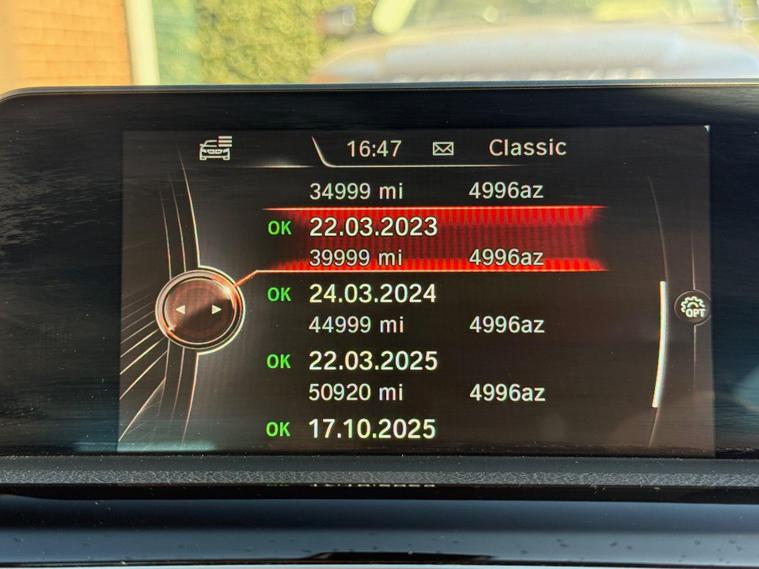 16:47 Classic
34999 mi 4996az
OK 22.03.2023
39999 mi 4996az
OK 24.03.2024
44999 mi 4996az
OPT
OK 22.03.2025
50920 mi 4996az
OK 17.10.2025